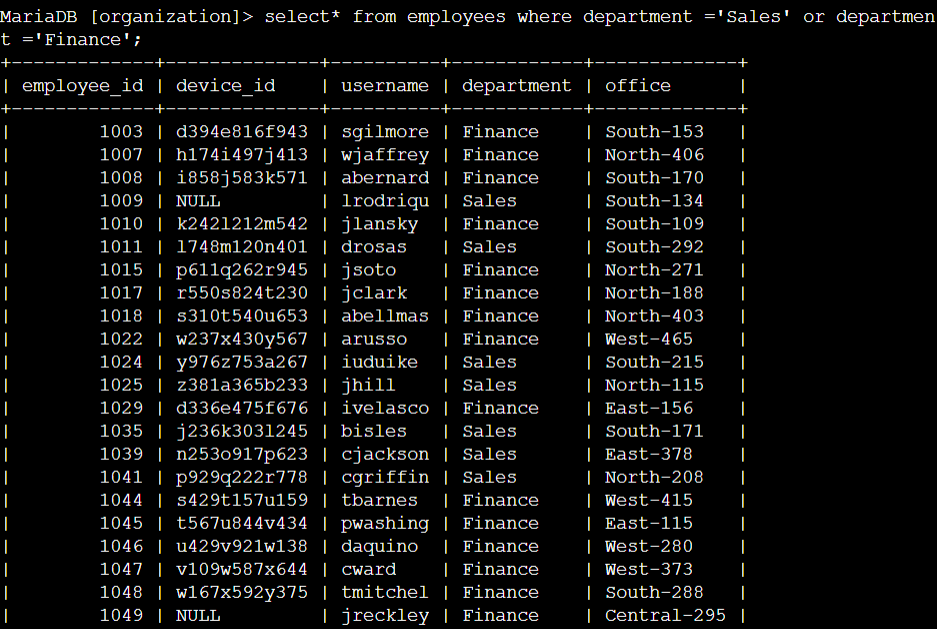 MariaDB [organization]> select* from employees where department ='Sales' or departmen
t ='Finance';
+-------------+--------------+----------+------------+-------------+
| employee_id | device_id    | username | department | office      |
+-------------+--------------+----------+------------+-------------+
|        1003 | d394e816f943 | sgilmore | Finance    | South-153   |
|        1007 | h174i497j413 | wjaffrey | Finance    | North-406   |
|        1008 | i858j583k571 | abernard | Finance    | South-170   |
|        1009 | NULL         | lrodriqu | Sales      | South-134   |
|        1010 | k242l212m542 | jlansky  | Finance    | South-109   |
|        1011 | l748m120n401 | drosas   | Sales      | South-292   |
|        1015 | p611q262r945 | jsoto    | Finance    | North-271   |
|        1017 | r550s824t230 | jclark   | Finance    | North-188   |
|        1018 | s310t540u653 | abellmas | Finance    | North-403   |
|        1022 | w237x430y567 | arusso   | Finance    | West-465    |
|        1024 | y976z753a267 | iuduike  | Sales      | South-215   |
|        1025 | z381a365b233 | jhill    | Sales      | North-115   |
|        1029 | d336e475f676 | ivelasco | Finance    | East-156    |
|        1035 | j236k303l245 | bisles   | Sales      | South-171   |
|        1039 | n253o917p623 | cjackson | Sales      | East-378    |
|        1041 | p929q222r778 | cgriffin | Sales      | North-208   |
|        1044 | s429t157u159 | tbarnes  | Finance    | West-415    |
|        1045 | t567u844v434 | pwashing | Finance    | East-115    |
|        1046 | u429v921w138 | daquino  | Finance    | West-280    |
|        1047 | v109w587x644 | cward    | Finance    | West-373    |
|        1048 | w167x592y375 | tmitchel | Finance    | South-288   |
|        1049 | NULL         | jreckley | Finance    | Central-295 |